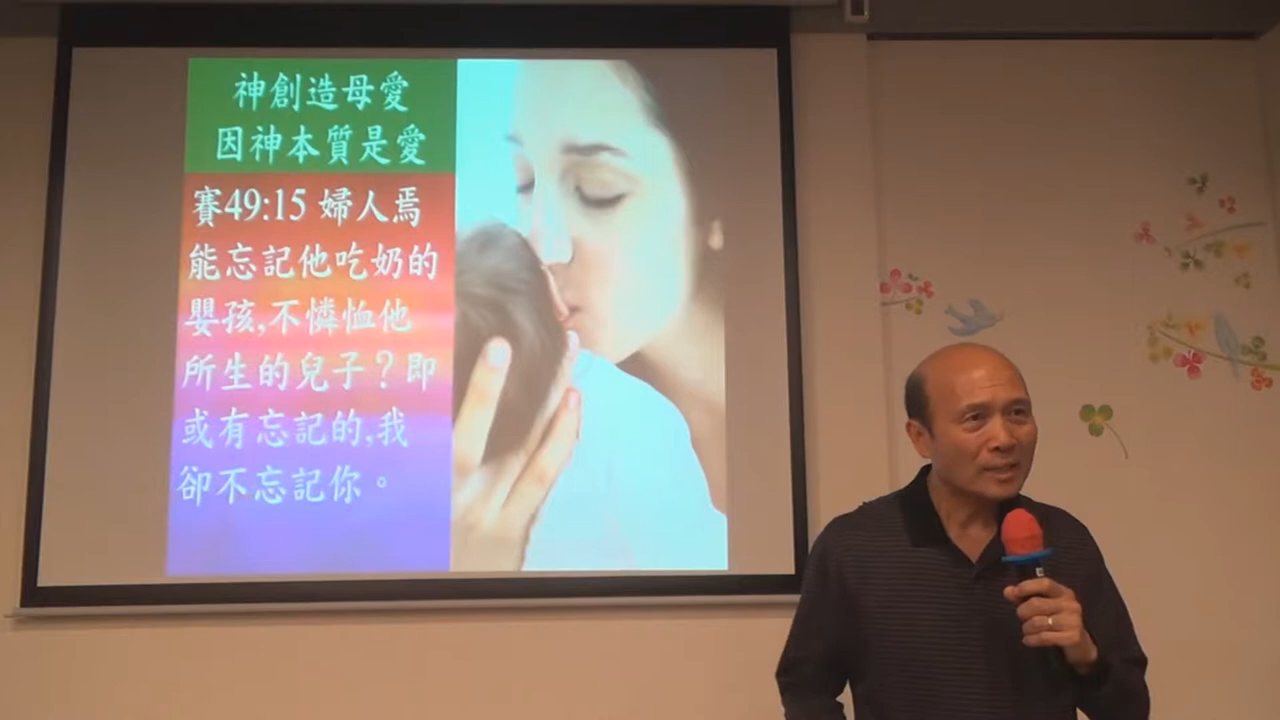 神創造母愛
因神本質是愛
賽49:15 婦人焉
能忘記他吃奶的
嬰孩,不憐恤他
所生的兒子？即
或有忘記的,我
卻不忘記你。